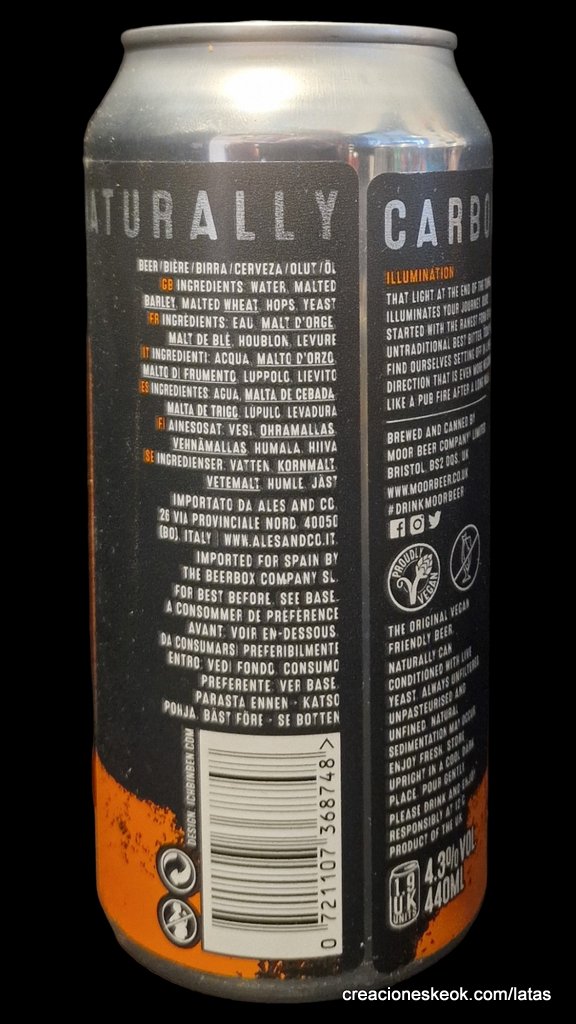 NATURALLY
BEER / BIÈRE / BIRRA / CERVEZA / OLUT / ÖL
GB INGREDIENTS: WATER, MALTED
BARLEY, MALTED WHEAT, HOPS, YEAST
FR INGRÉDIENTS: EAU, MALT D'ORGE,
MALT DE BLÉ, HOUBLON, LEVURE
IT INGREDIENTI: ACQUA, MALTO D'ORZO,
MALTO DI FRUMENTO, LUPPOLO, LIEVITO
ES INGREDIENTES: AGUA, MALTA DE CEBADA,
MALTA DE TRIGO, LÚPULO, LEVADURA
FI AINESOSAT: VESI, OHRAMALLAS,
VEHNÄMALLAS, HUMALA, HIIVA
SE INGREDIENSER: VATTEN, KORNMALT,
VETEMALT, HUMLE, JÄST
IMPORTATO DA ALES AND CO.
26 VIA PROVINCIALE NORD, 40050
(BO), ITALY | WWW.ALESANDCO.IT
IMPORTED FOR SPAIN BY
THE BEERBOX COMPANY SL.
FOR BEST BEFORE, SEE BASE.
A CONSOMMER DE PRÉFÉRENCE
AVANT: VOIR EN-DESSOUS.
DA CONSUMARSI PREFERIBILMENTE
ENTRO: VEDI FONDO. CONSUMO
PREFERENTE: VER BASE.
PARASTA ENNEN - KATSO
POHJA. BÄST FÖRE - SE BOTTEN
DESIGN: ICHBINBEN.COM
0 721107 368748 >
CARBO
ILLUMINATION
THAT LIGHT AT THE END OF THE
ILLUMINATES YOUR JOURNEY
STARTED WITH THE RAREST
UNTRADITIONAL BEST BITTER,
FIND OURSELVES SETTING OFF
DIRECTION THAT IS EVEN MORE
LIKE A PUB FIRE AFTER A LONG
BREWED AND CANNED BY
MOOR BEER COMPANY LIMITED
BRISTOL, BS2 0QS, UK
WWW.MOORBEER.CO.UK
#DRINKMOORBEER
PROUDLY VEGAN
THE ORIGINAL VEGAN
FRIENDLY BEER
NATURALLY CAN
CONDITIONED WITH LIVE
YEAST. ALWAYS UNFILTERED
UNPASTEURISED AND
UNFINED. NATURAL
SEDIMENTATION MAY OCCUR
ENJOY FRESH. STORE
UPRIGHT IN A COOL DARK
PLACE. POUR GENTLY
PLEASE DRINK AND ENJOY
RESPONSIBLY AT 12 C
PRODUCT OF THE UK
1.9
UK
UNITS
4.3% VOL
440ML
creacioneskeok.com/latas